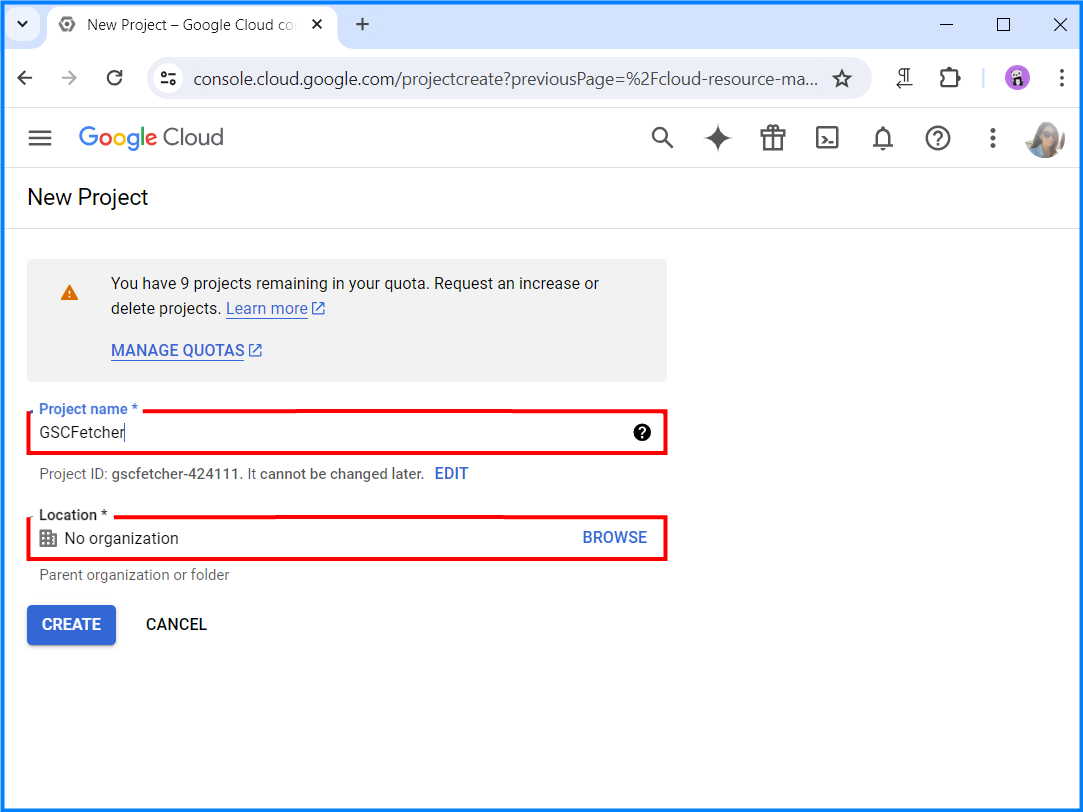 New Project – Google Cloud co
console.cloud.google.com/projectcreate?previousPage=%2Fcloud-resource-ma...
Google Cloud
New Project
You have 9 projects remaining in your quota. Request an increase or
delete projects. Learn more
MANAGE QUOTAS
Project name *
GSCFetcher
Project ID: gscfetcher-424111. It cannot be changed later. EDIT
Location *
No organization BROWSE
Parent organization or folder
CREATE CANCEL